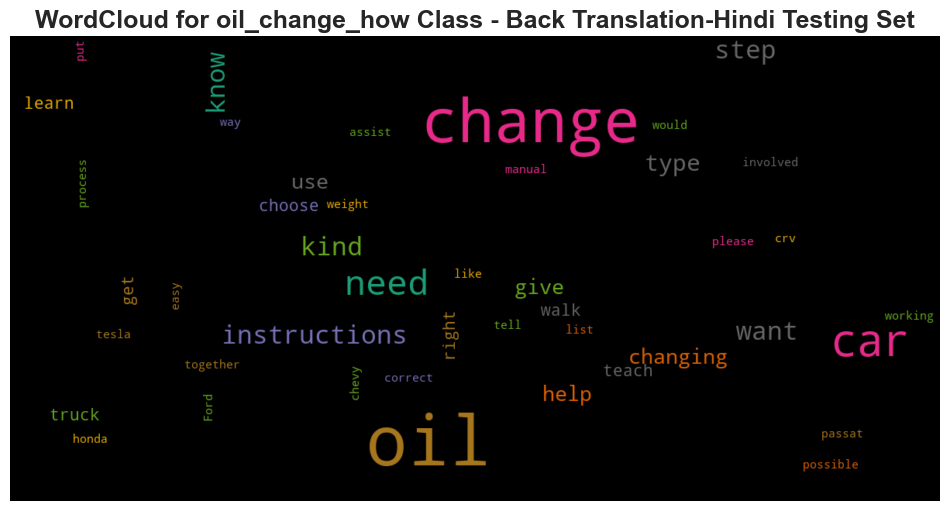 WordCloud for oil_change_how Class - Back Translation-Hindi Testing Set
put
step
know
learn
change
way
assist
would
process
use
manual
type
involved
choose
weight
kind
please
crv
get
easy
need
like
give
walk
working
tesla
instructions
right
tell
list
want
car
together
changing
chevy
correct
teach
truck
Ford
help
honda
oil
passat
possible